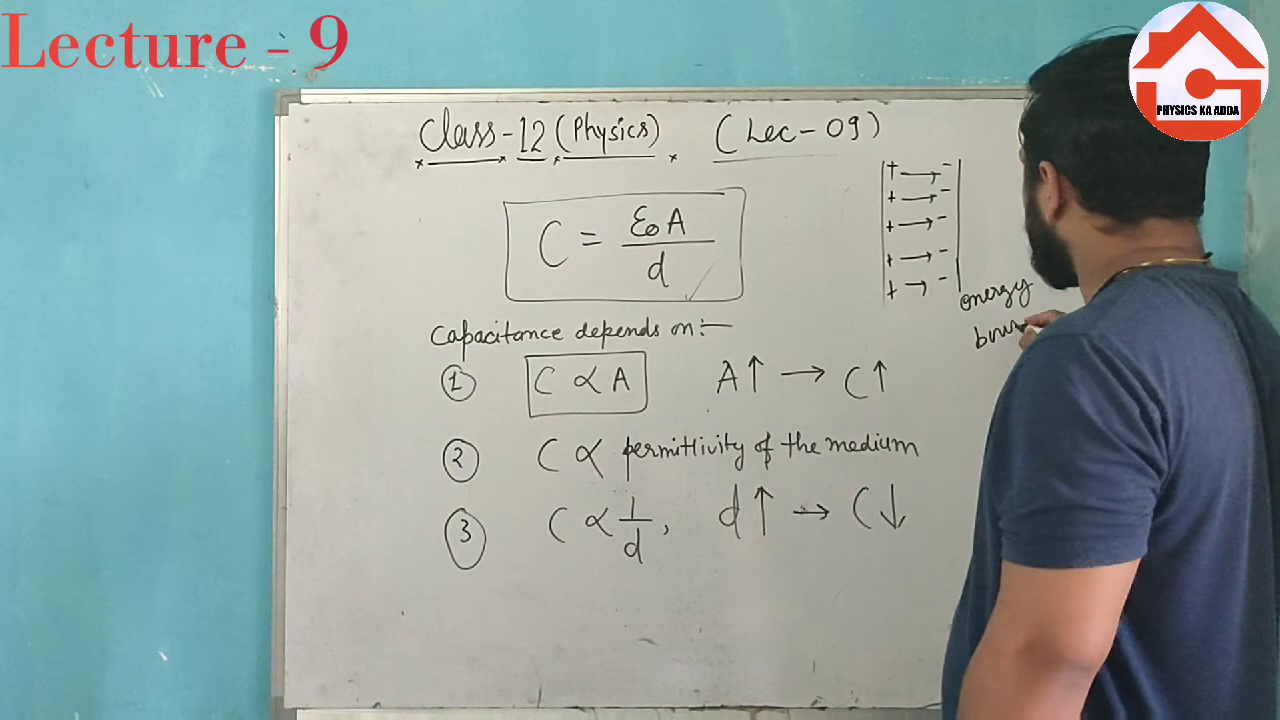 Lecture - 9
PHYSICS KA ADDA
Class-12 (Physics) (Lec-09)
C = ε₀A / d
+ → -
+ → -
+ → -
+ → -
+ → -
energy
Capacitance depends on:-
① C ∝ A A↑ → C↑
② C ∝ permittivity of the medium
③ C ∝ 1/d, d↑ → C↓